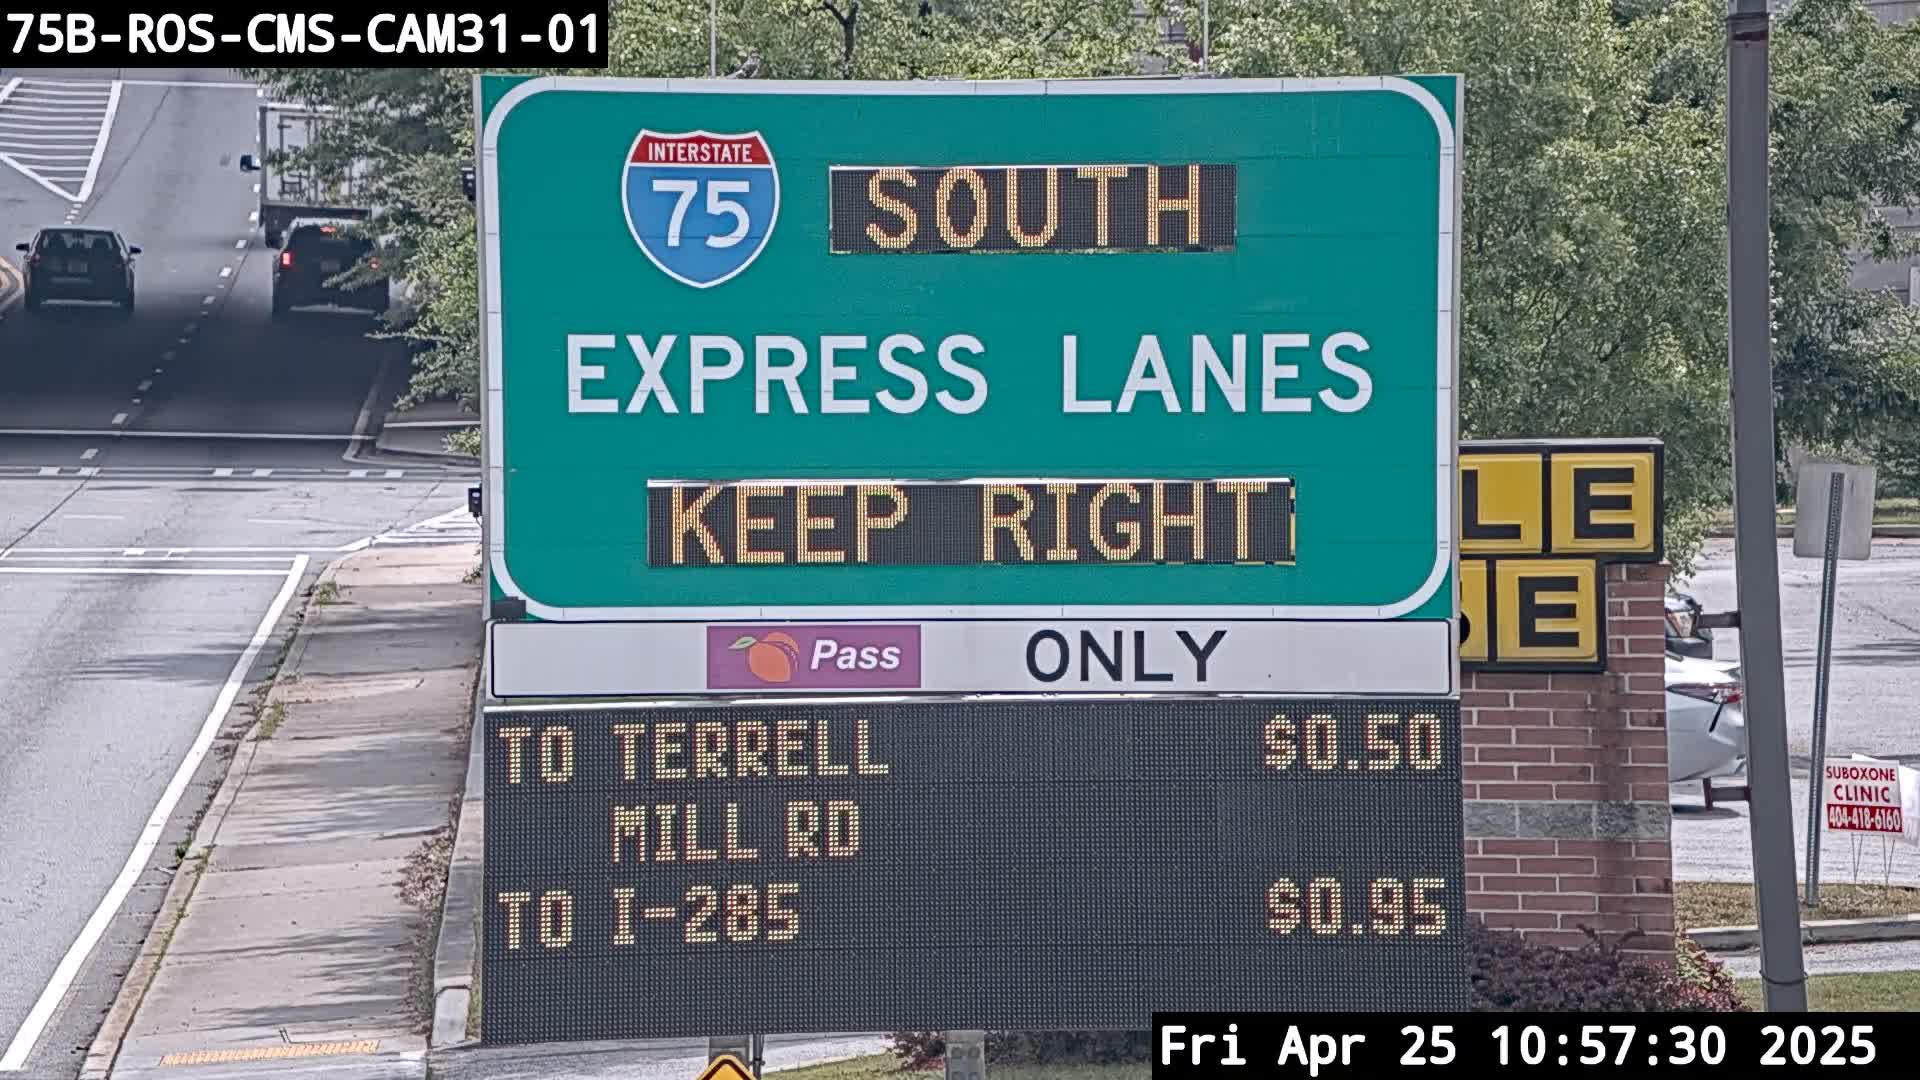 75B-ROS-CMS-CAM31-01
INTERSTATE
75
SOUTH
EXPRESS LANES
KEEP RIGHT
Pass
ONLY
TO TERRELL $0.50
MILL RD
TO I-285 $0.95
LE
E
SUBOXONE
CLINIC
404-418-6160
Fri Apr 25 10:57:30 2025